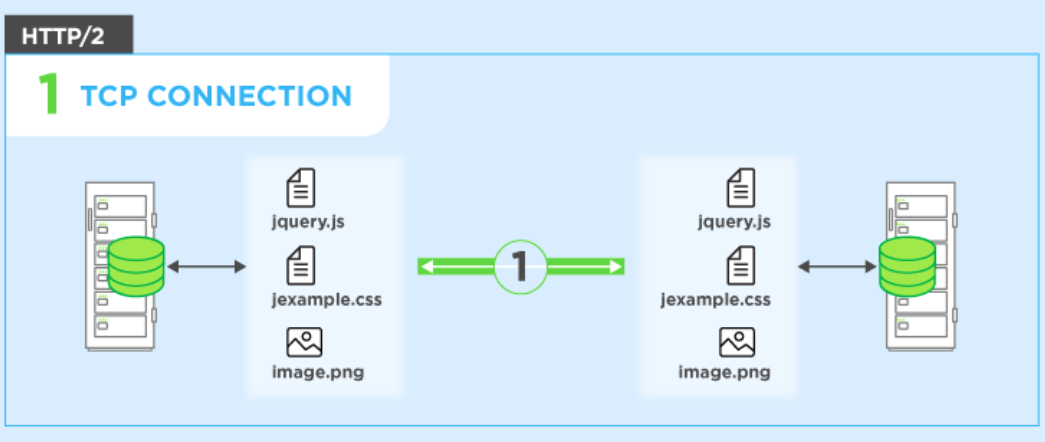 HTTP/2
1 TCP CONNECTION
jquery.js
jexample.css
image.png
1
jquery.js
jexample.css
image.png